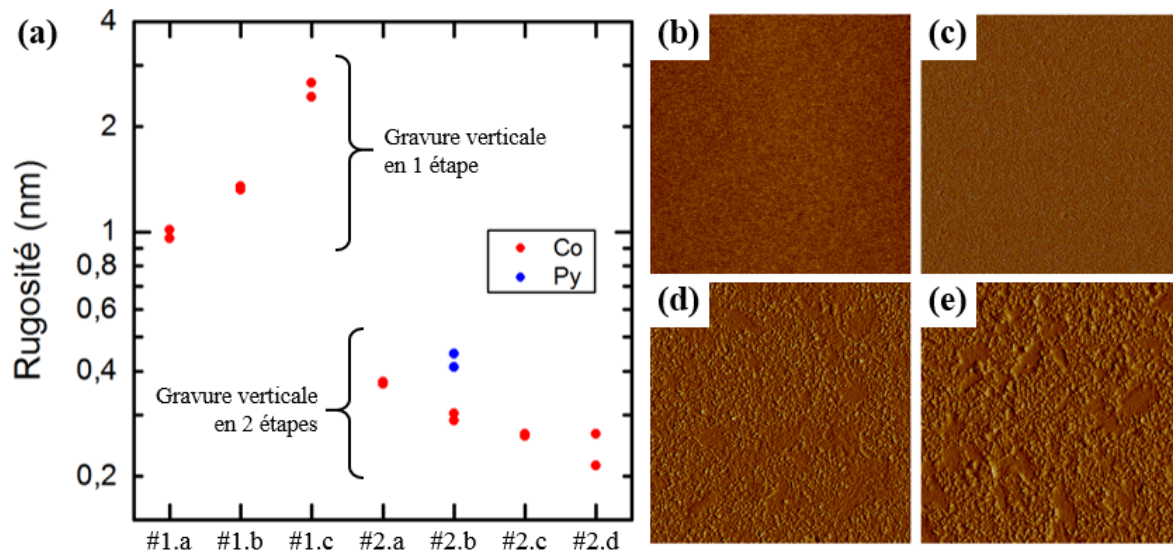 (a)
Rugosité (nm)
4
2
1
0,8
0,6
0,4
0,2
Gravure verticale
en 1 étape
Co
Py
Gravure verticale
en 2 étapes
#1.a #1.b #1.c #2.a #2.b #2.c #2.d
(b)
(c)
(d)
(e)